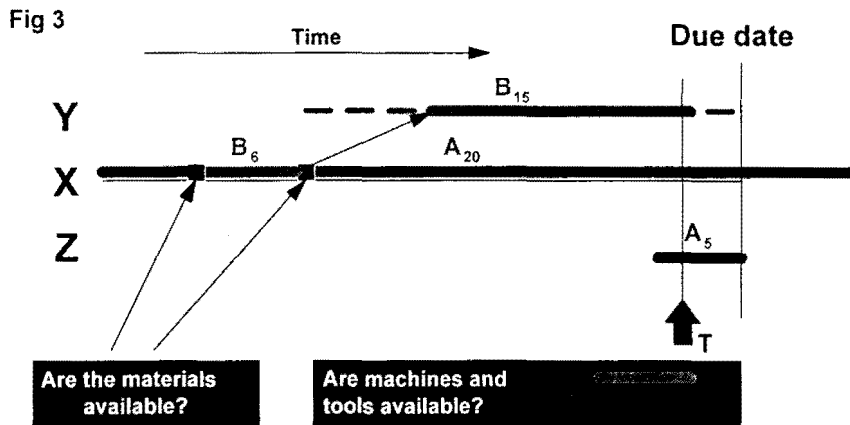 Fig 3
Time
Due date
Y
B15
X
B6
A20
Z
A5
T
Are the materials
available?
Are machines and
tools available?